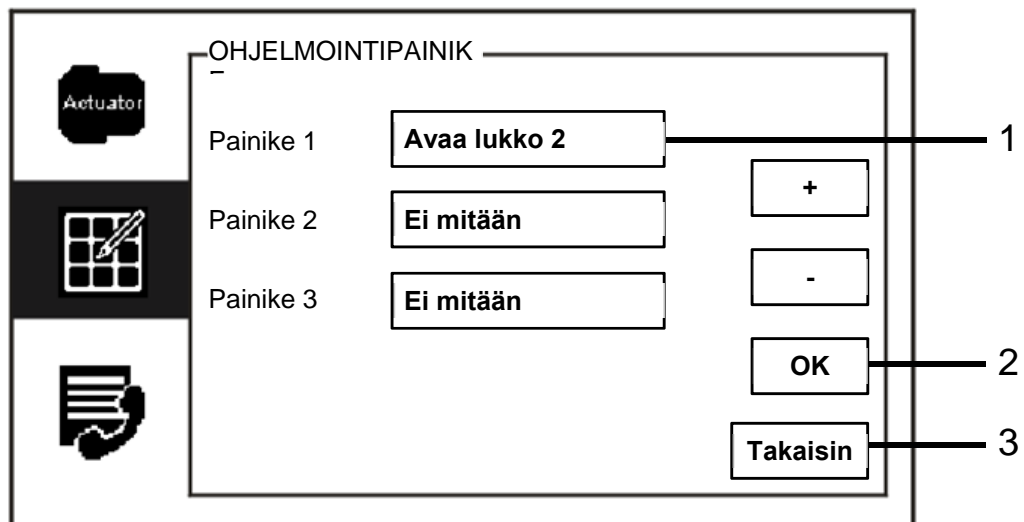 OHJELMOINTIPAINIK
Actuator
Painike 1 Avaa lukko 2 1
+
Painike 2 Ei mitään
-
Painike 3 Ei mitään
OK 2
Takaisin 3